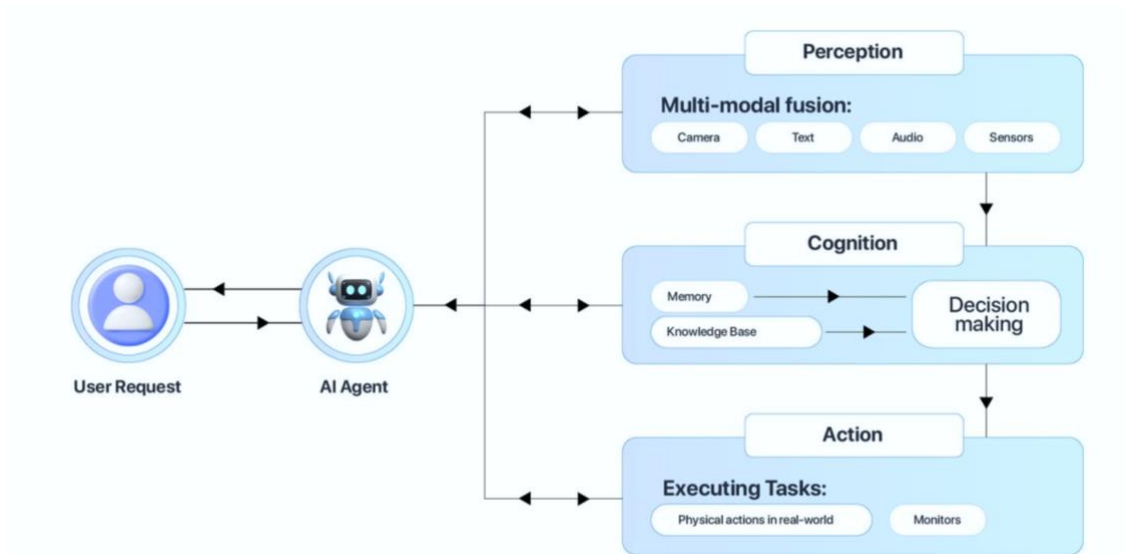 Perception
Multi-modal fusion:
Camera
Text
Audio
Sensors
Cognition
Memory
Knowledge Base
Decision
making
User Request
AI Agent
Action
Executing Tasks:
Physical actions in real-world
Monitors